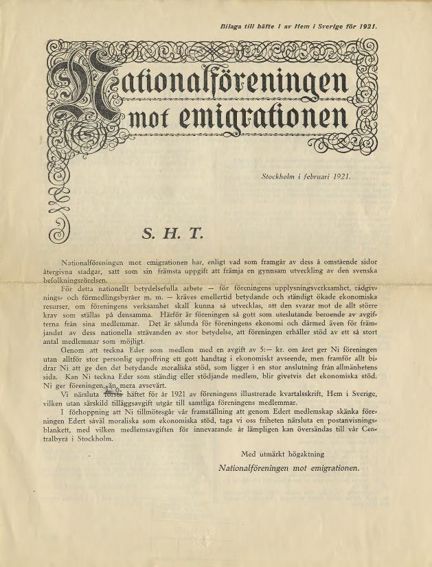 Bilaga till häfte 1 av Hem i Sverige för 1921.
Nationalföreningen
mot emigrationen
Stockholm i februari 1921.
S. H. T.
Nationalföreningen mot emigrationen har, enligt vad som framgår av dess å omstående sidor
återgivna stadgar, satt som sin främsta uppgift att främja en gynnsam utveckling av den svenska
befolkningsrörelsen.
För detta nationellt betydelsefulla arbete — för föreningens upplysningsverksamhet, rådgiv-
nings- och förmedlingsbyråer m. m. — kräves emellertid betydande och ständigt ökade ekonomiska
resurser, om föreningens verksamhet skall kunna så utvecklas, att den svarar mot de allt större
krav som ställas på densamma. Härför är föreningen så gott som uteslutande beroende av avgif-
terna från sina medlemmar. Det är sålunda för föreningens ekonomi och därmed även för främ-
jandet av dess nationella strävanden av stor betydelse, att föreningen erhåller stöd av ett så stort
antal medlemmar som möjligt.
Genom att teckna Eder som medlem med en avgift av 5:— kr. om året ger Ni föreningen
utan alltför stor personlig uppoffring ett gott handtag i ekonomiskt avseende, men framför allt bi-
drar Ni att ge den det betydande moraliska stöd, som ligger i en stor anslutning från allmänhetens
sida. Kan Ni teckna Eder som ständig eller stödjande medlem, blir givetvis det ekonomiska stöd,
Ni ger föreningen, än mera avsevärt.
Vi närsluta första häftet för år 1921 av föreningens illustrerade kvartalsskrift, Hem i Sverige,
vilken utan särskild tilläggsavgift utgår till samtliga föreningens medlemmar.
I förhoppning att Ni tillmötesgår vår framställning att genom Edert medlemskap skänka före-
ningen Edert såväl moraliska som ekonomiska stöd, taga vi oss friheten närsluta en postanvisnings-
blankett, med vilken medlemsavgiften för innevarande år lämpligen kan översändas till vår Cen-
tralbyrå i Stockholm.
Med utmärkt högaktning
Nationalföreningen mot emigrationen.